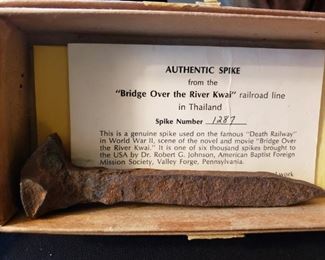 AUTHENTIC SPIKE
from the
"Bridge Over the River Kwai" railroad line
in Thailand
Spike Number 1287
This is a genuine spike used on the famous "Death Railway"
in World War II, scene of the novel and movie "Bridge Over
the River Kwai." It is one of six thousand spikes brought to
the USA by Dr. Robert G. Johnson, American Baptist Foreign
Mission Society, Valley Forge, Pennsylvania.
work